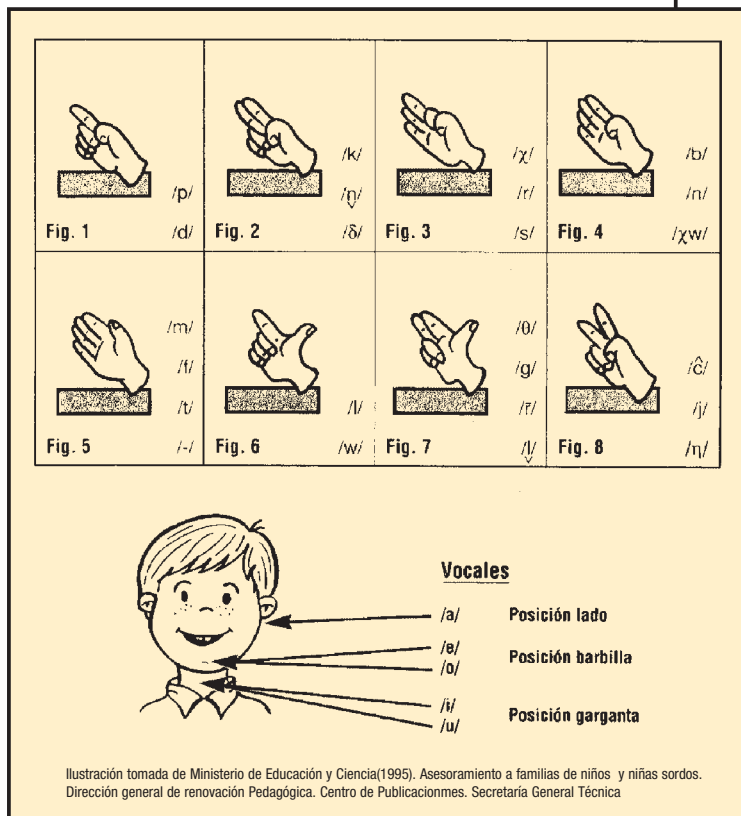 /p/
Fig. 1 /d/
/k/
/ņ̬/
Fig. 2 /δ/
/χ/
/r/
Fig. 3 /s/
/b/
/n/
Fig. 4 /χw/
/m/
/f/
/t/
Fig. 5 /-/
/l/
Fig. 6 /w/
/θ/
/g/
/r̄/
Fig. 7 /l̬/
/ĉ/
/j/
Fig. 8 /η/
Vocales
/a/ Posición lado
/e/
/o/
Posición barbilla
/i/
/u/
Posición garganta
Ilustración tomada de Ministerio de Educación y Ciencia(1995). Asesoramiento a familias de niños y niñas sordos.
Dirección general de renovación Pedagógica. Centro de Publicacionmes. Secretaría General Técnica